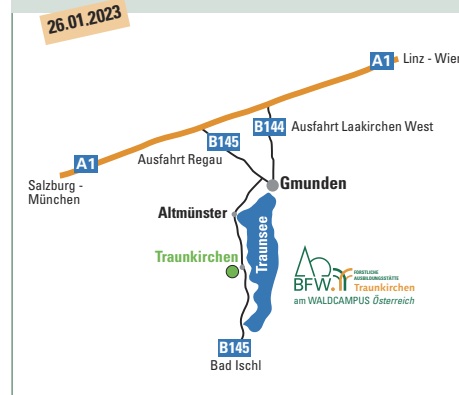 26.01.2023
A1 Linz - Wien
B144 Ausfahrt Laakirchen West
B145
Ausfahrt Regau
A1
Salzburg -
München
Gmunden
Altmünster
Traunsee
Traunkirchen
BFW.
FORSTLICHE
AUSBILDUNGSSTÄTTE
Traunkirchen
am WALDCAMPUS Österreich
B145
Bad Ischl